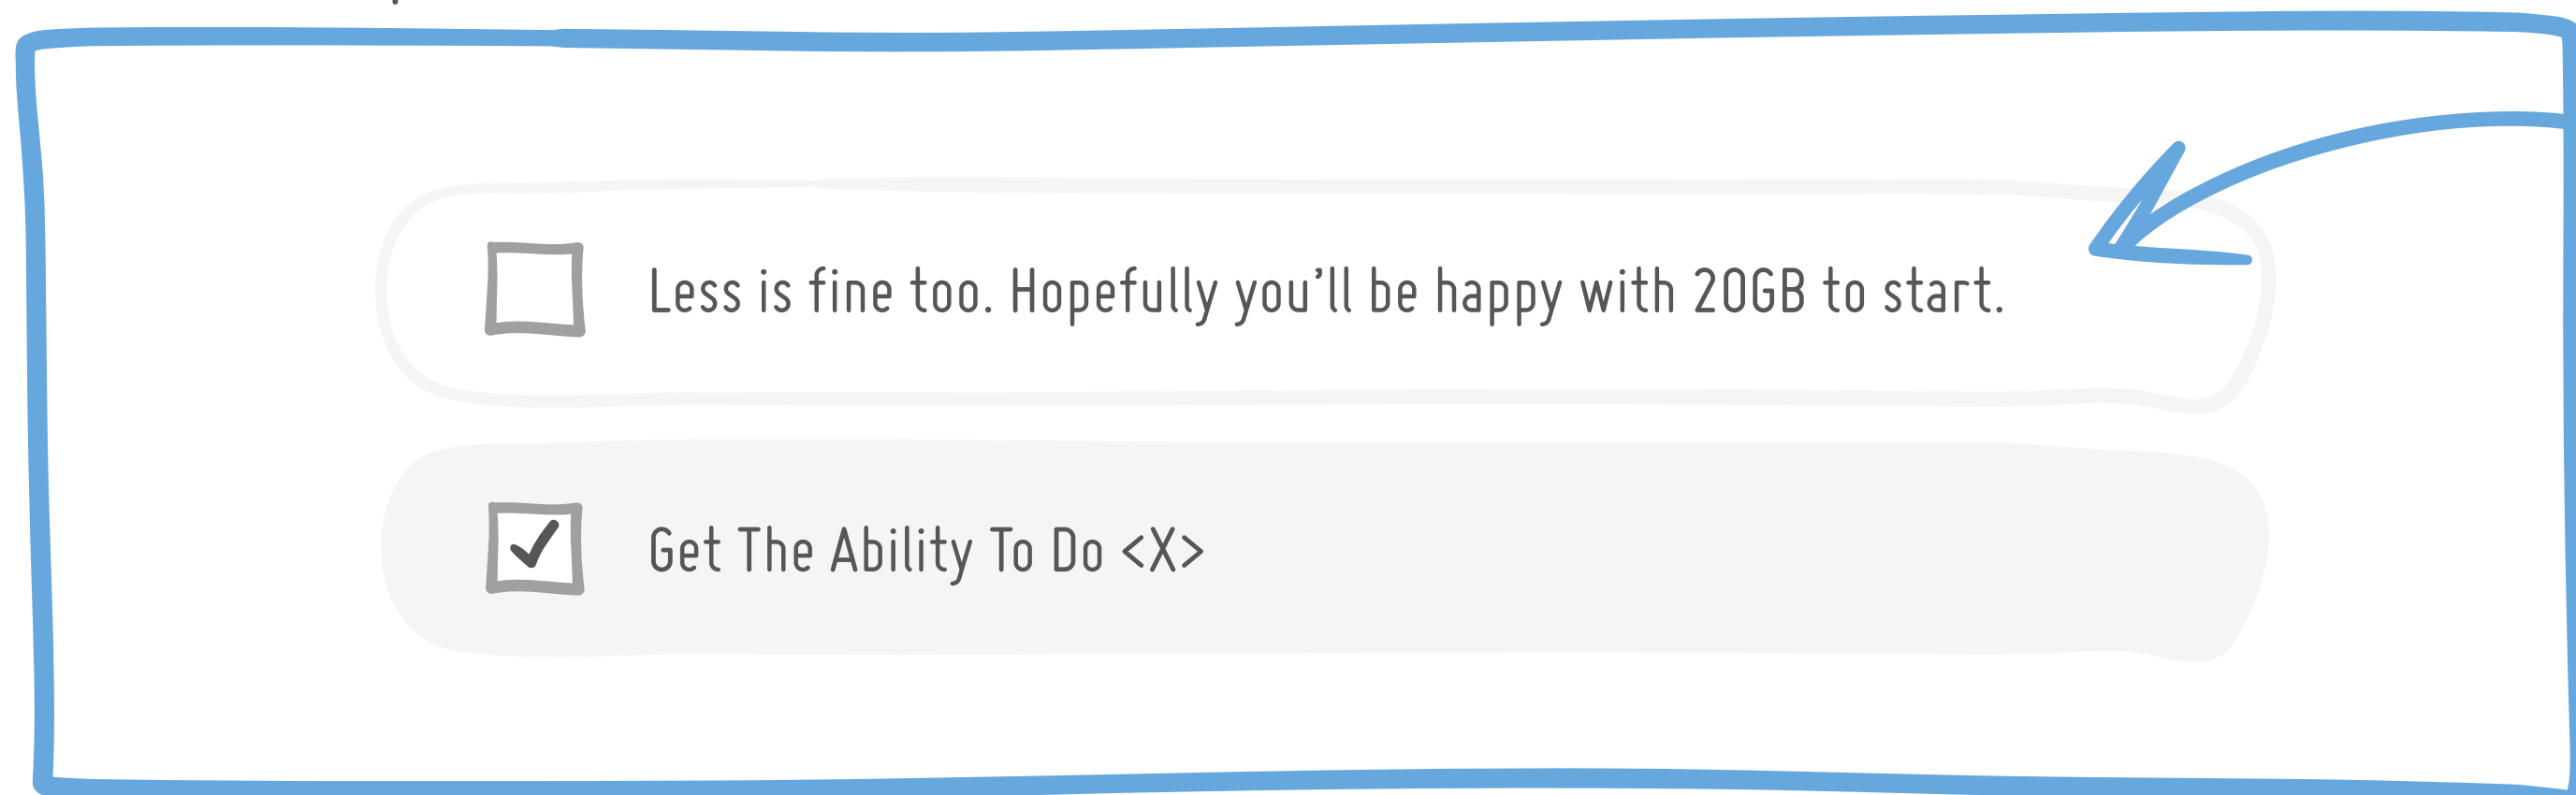 Less is fine too. Hopefully you'll be happy with 20GB to start.
Get The Ability To Do <X>